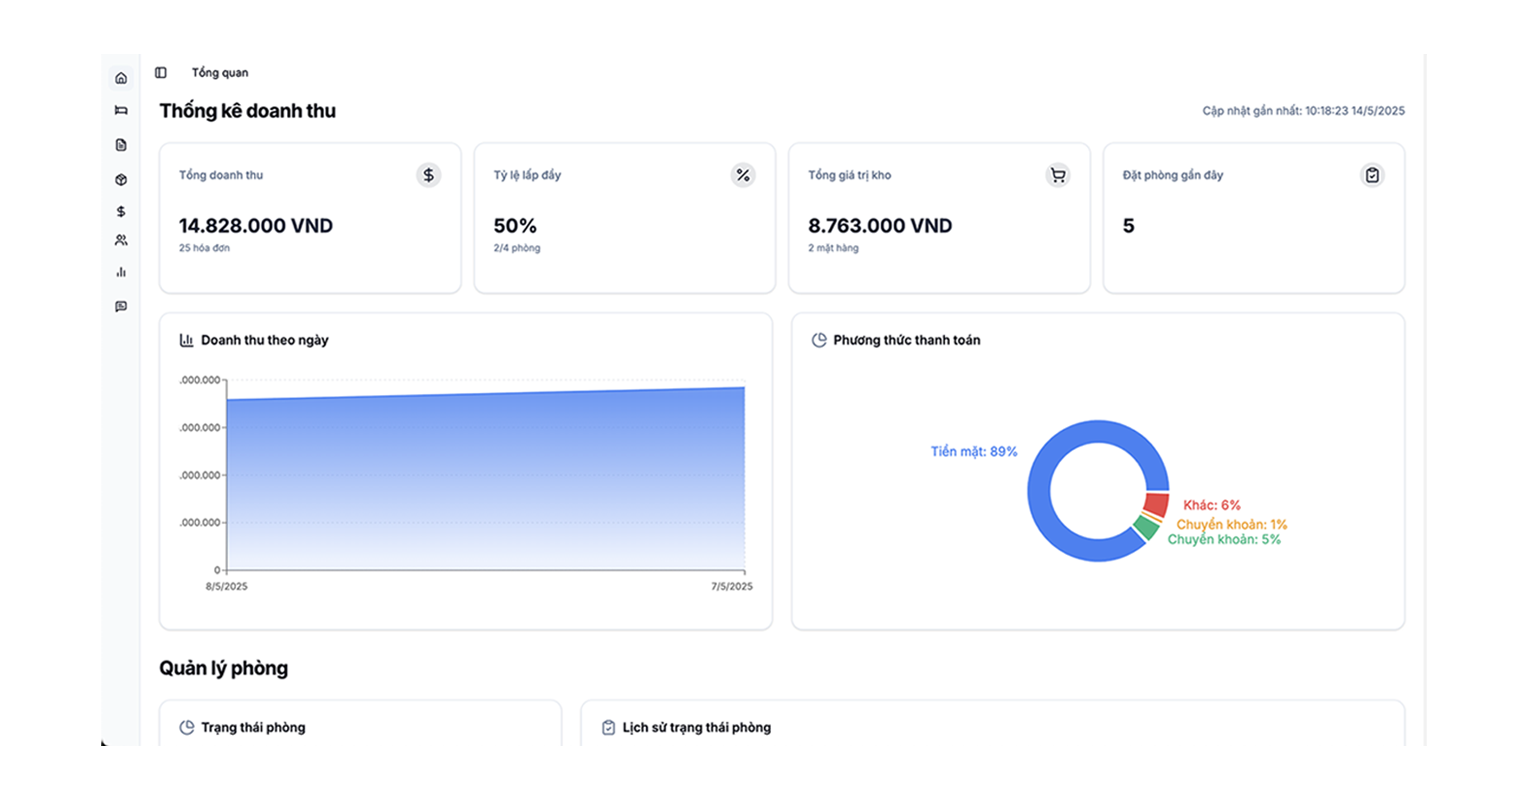 Tổng quan
Thống kê doanh thu
Cập nhật gần nhất: 10:18:23 14/5/2025
Tổng doanh thu
14.828.000 VND
25 hóa đơn
Tỷ lệ lấp đầy
50%
2/4 phòng
Tổng giá trị kho
8.763.000 VND
2 mặt hàng
Đặt phòng gần đây
5
Doanh thu theo ngày
.000.000
.000.000
.000.000
.000.000
0
8/5/2025
7/5/2025
Phương thức thanh toán
Tiền mặt: 89%
Khác: 6%
Chuyển khoản: 1%
Chuyển khoản: 5%
Quản lý phòng
Trạng thái phòng
Lịch sử trạng thái phòng